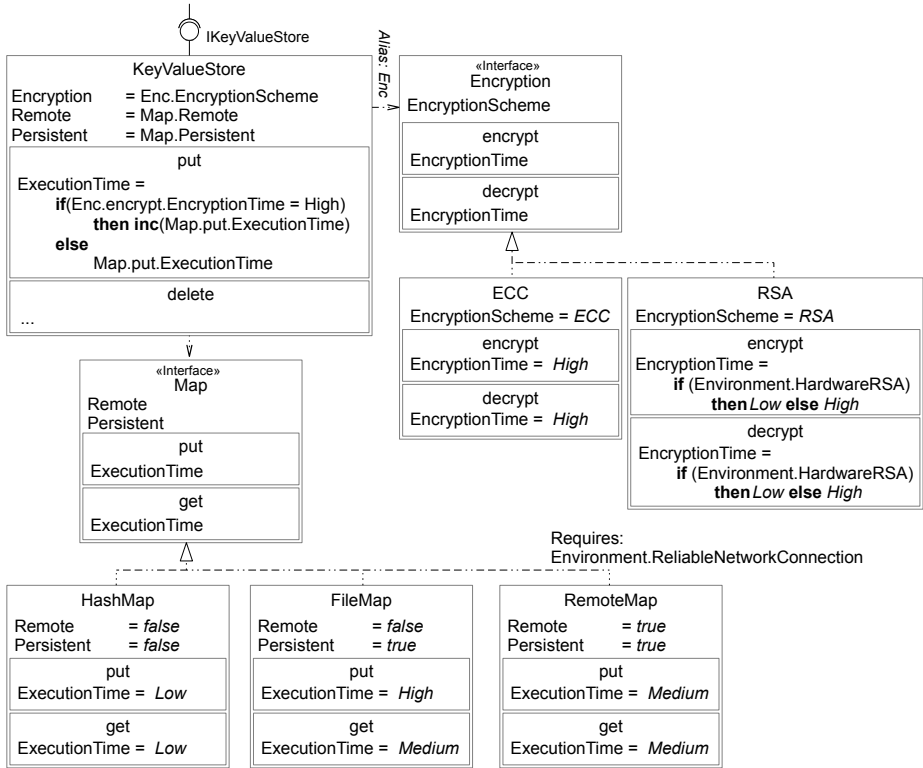 IKeyValueStore
KeyValueStore
Encryption = Enc.EncryptionScheme
Remote = Map.Remote
Persistent = Map.Persistent
put
ExecutionTime =
if(Enc.encrypt.EncryptionTime = High)
then inc(Map.put.ExecutionTime)
else
Map.put.ExecutionTime
delete
...
Alias: Enc
«Interface»
Encryption
EncryptionScheme
encrypt
EncryptionTime
decrypt
EncryptionTime
ECC
EncryptionScheme = ECC
encrypt
EncryptionTime = High
decrypt
EncryptionTime = High
RSA
EncryptionScheme = RSA
encrypt
EncryptionTime =
if (Environment.HardwareRSA)
then Low else High
decrypt
EncryptionTime =
if (Environment.HardwareRSA)
then Low else High
«Interface»
Map
Remote
Persistent
put
ExecutionTime
get
ExecutionTime
Requires:
Environment.ReliableNetworkConnection
HashMap
Remote = false
Persistent = false
put
ExecutionTime = Low
get
ExecutionTime = Low
FileMap
Remote = false
Persistent = true
put
ExecutionTime = High
get
ExecutionTime = Medium
RemoteMap
Remote = true
Persistent = true
put
ExecutionTime = Medium
get
ExecutionTime = Medium